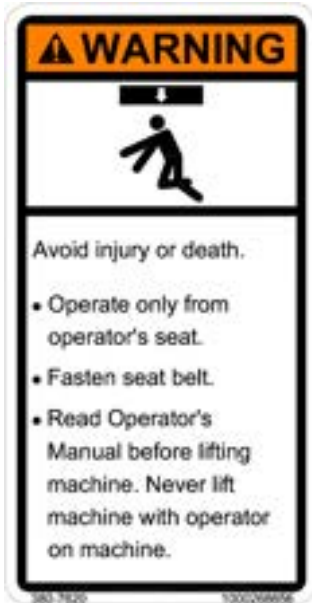 WARNING
Avoid injury or death.
• Operate only from
operator's seat.
• Fasten seat belt.
• Read Operator's
Manual before lifting
machine. Never lift
machine with operator
on machine.